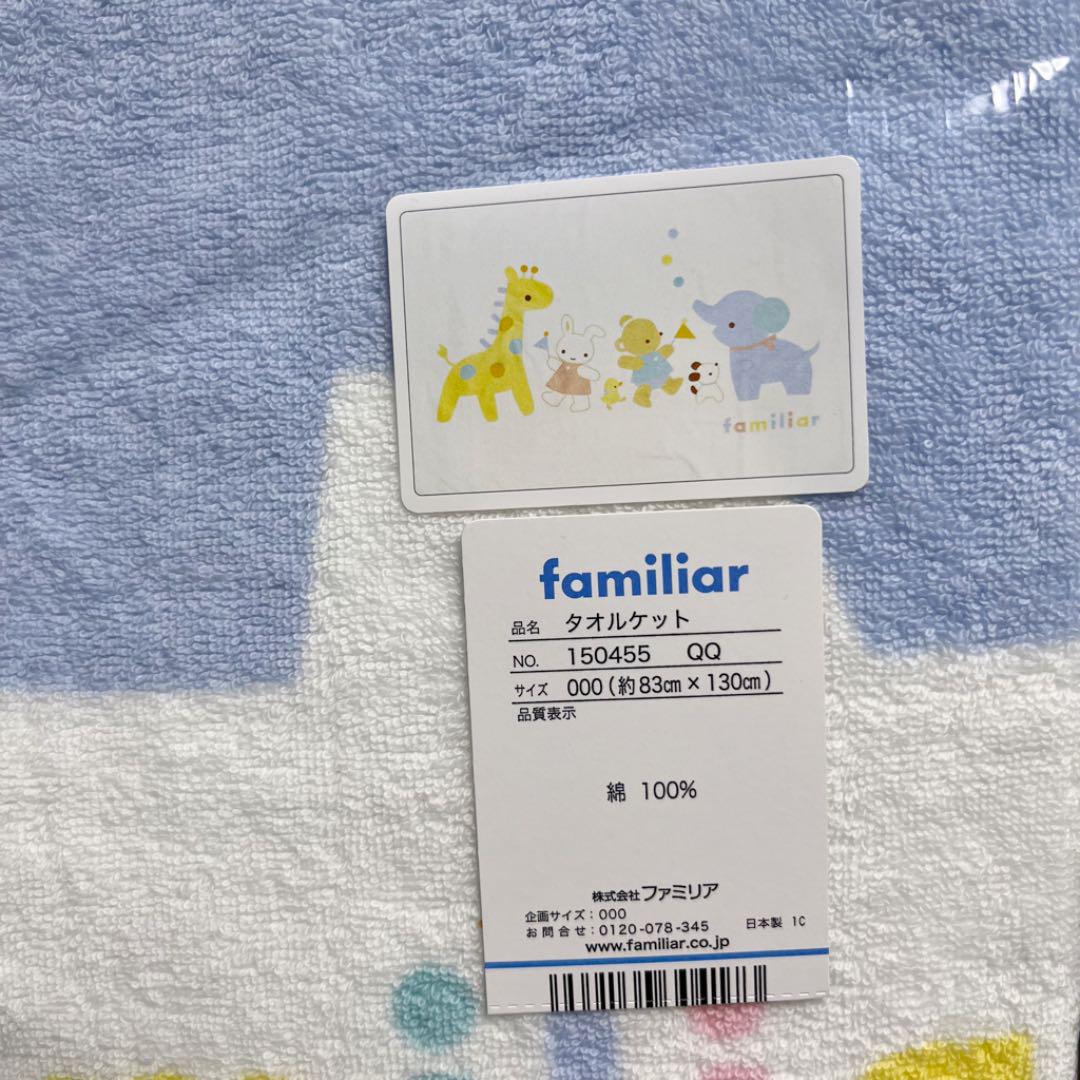 familiar
familiar
品名 タオルケット
NO. 150455 QQ
サイズ 000(約83㎝×130㎝)
品質表示
綿 100%
株式会社ファミリア
企画サイズ:000
お問合せ:0120-078-345 日本製 1C
www.familiar.co.jp